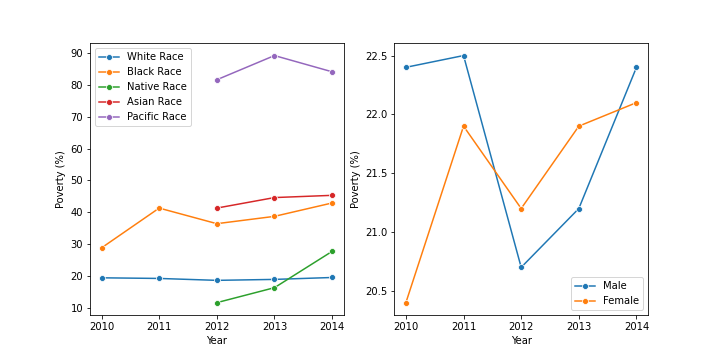 White Race
Black Race
Native Race
Asian Race
Pacific Race
90
80
70
60
50
40
30
20
10
Poverty (%)
2010 2011 2012 2013 2014
Year
22.5
22.0
21.5
21.0
20.5
Poverty (%)
Male
Female
2010 2011 2012 2013 2014
Year